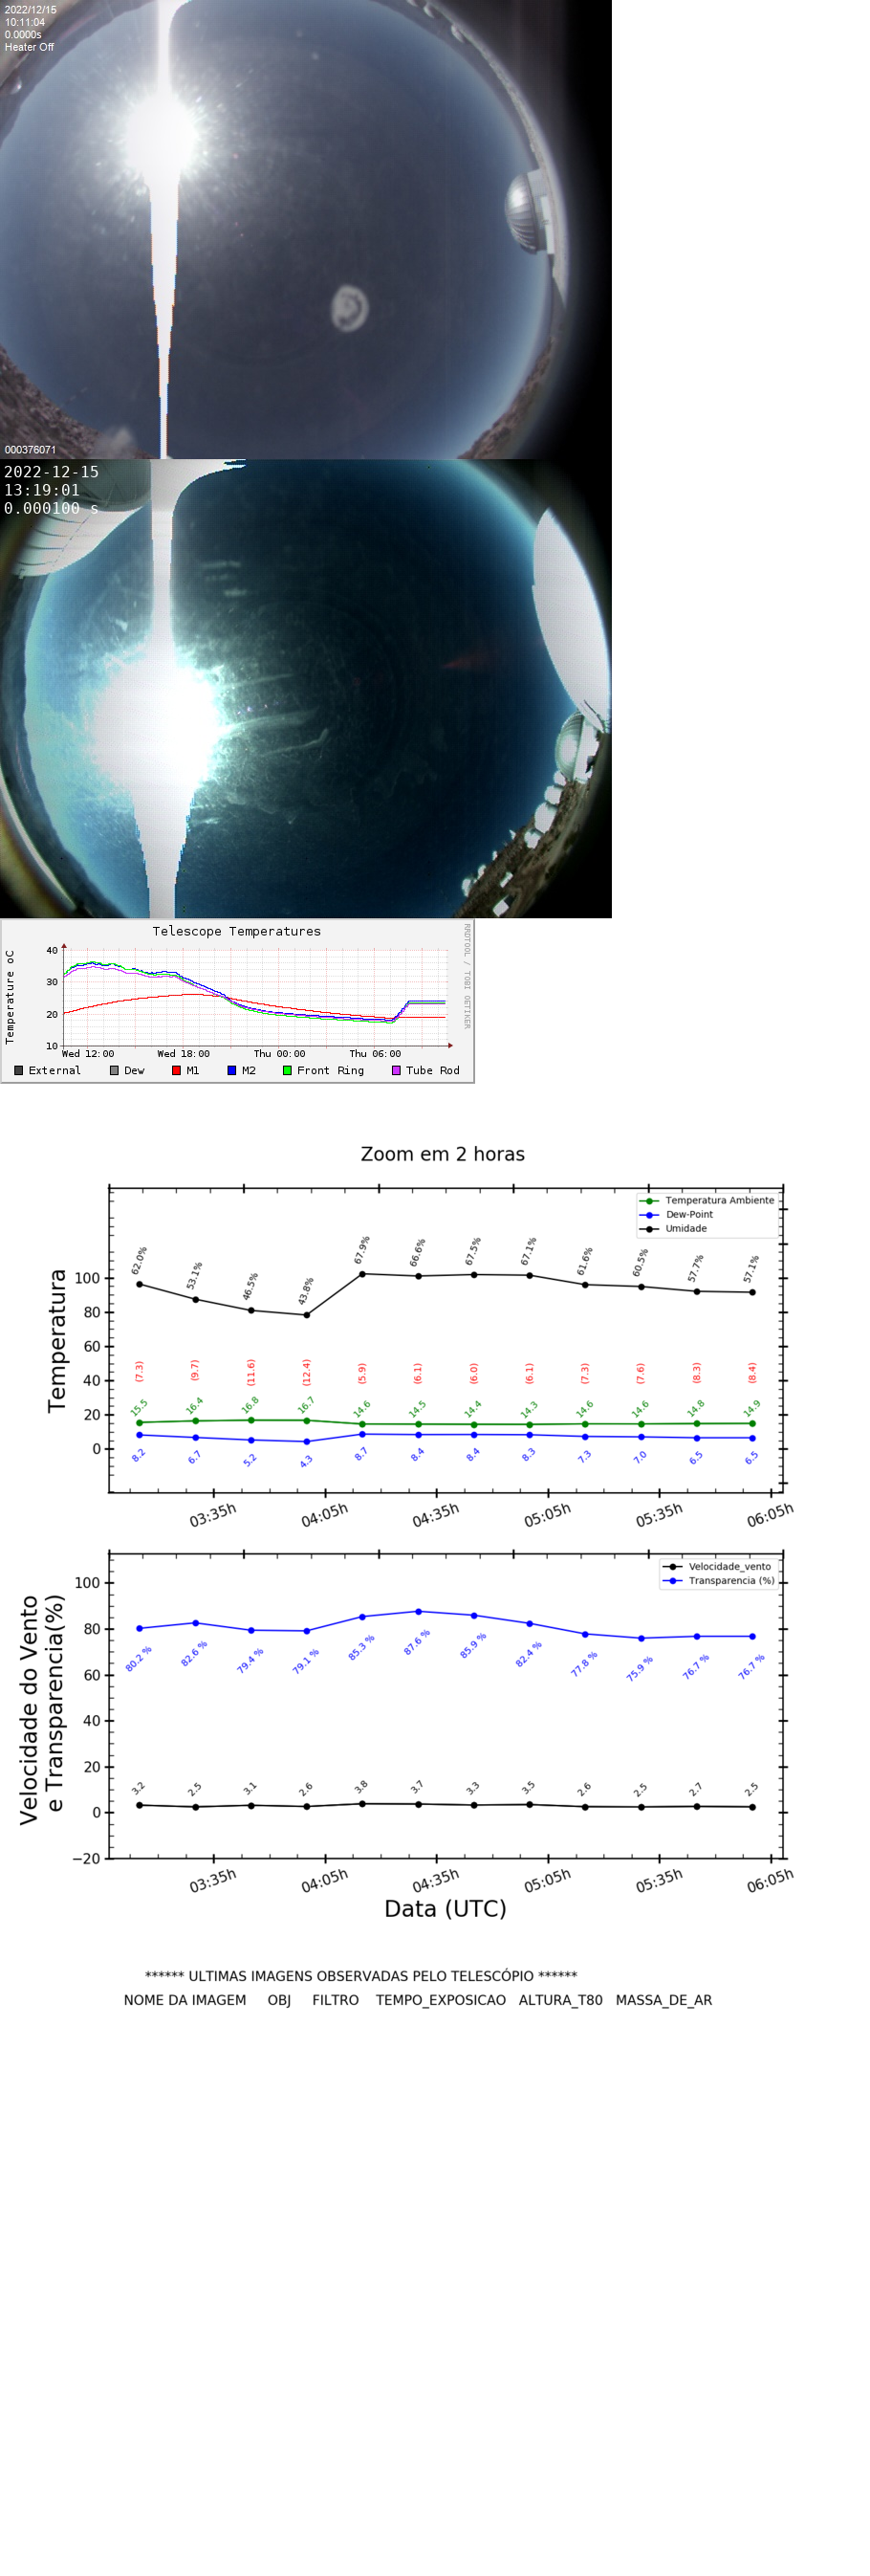 2022/12/15
10:11:04
0.0000s
Heater Off
000376071
2022-12-15
13:19:01
0.000100 s
Telescope Temperatures
RRDTOOL / TOBI OETIKER
Temperature oC
40
30
20
10
Wed 12:00 Wed 18:00 Thu 00:00 Thu 06:00
External Dew M1 M2 Front Ring Tube Rod
Zoom em 2 horas
Temperatura Ambiente
Dew-Point
Umidade
Temperatura
100
80
60
40
20
0
62.0% 53.1% 46.5% 43.8% 67.9% 66.6% 67.5% 67.1% 61.6% 60.5% 57.7% 57.1%
(7.3) (9.7) (11.6) (12.4) (5.9) (6.1) (6.0) (6.1) (7.3) (7.6) (8.3) (8.4)
15.5 16.4 16.8 16.7 14.6 14.5 14.4 14.3 14.6 14.6 14.8 14.9
8.2 6.7 5.2 4.3 8.7 8.4 8.4 8.3 7.3 7.0 6.5 6.5
03:35h 04:05h 04:35h 05:05h 05:35h 06:05h
Velocidade_vento
Transparencia (%)
Velocidade do Vento
e Transparencia(%)
100
80
60
40
20
0
−20
80.2 % 82.6 % 79.4 % 79.1 % 85.3 % 87.6 % 85.9 % 82.4 % 77.8 % 75.9 % 76.7 % 76.7 %
3.2 2.5 3.1 2.6 3.8 3.7 3.3 3.5 2.6 2.5 2.7 2.5
03:35h 04:05h 04:35h 05:05h 05:35h 06:05h
Data (UTC)
****** ULTIMAS IMAGENS OBSERVADAS PELO TELESCÓPIO ******
NOME DA IMAGEM OBJ FILTRO TEMPO_EXPOSICAO ALTURA_T80 MASSA_DE_AR